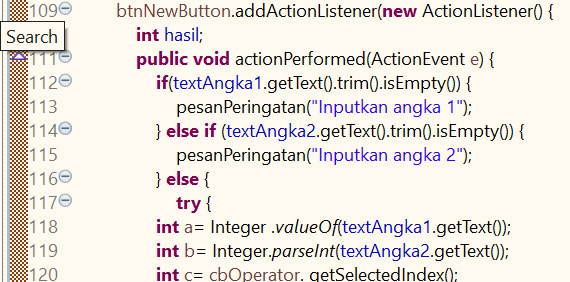 109 btnNewButton.addActionListener(new ActionListener() {
Search int hasil;
111 public void actionPerformed(ActionEvent e) {
112 if(textAngka1.getText().trim().isEmpty()) {
113 pesanPeringatan("Inputkan angka 1");
114 } else if (textAngka2.getText().trim().isEmpty()) {
115 pesanPeringatan("Inputkan angka 2");
116 } else {
117 try {
118 int a= Integer .valueOf(textAngka1.getText());
119 int b= Integer.parseInt(textAngka2.getText());
120 int c= cbOperator. getSelectedIndex();